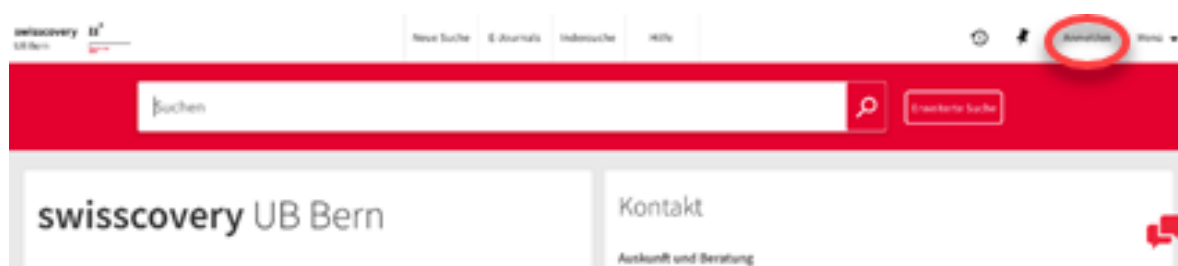 swisscovery
UB Bern
Neue Suche E-Journals Indexsuche Hilfe Anmelden Menü
Suchen Erweiterte Suche
swisscovery UB Bern
Kontakt
Auskunft und Beratung